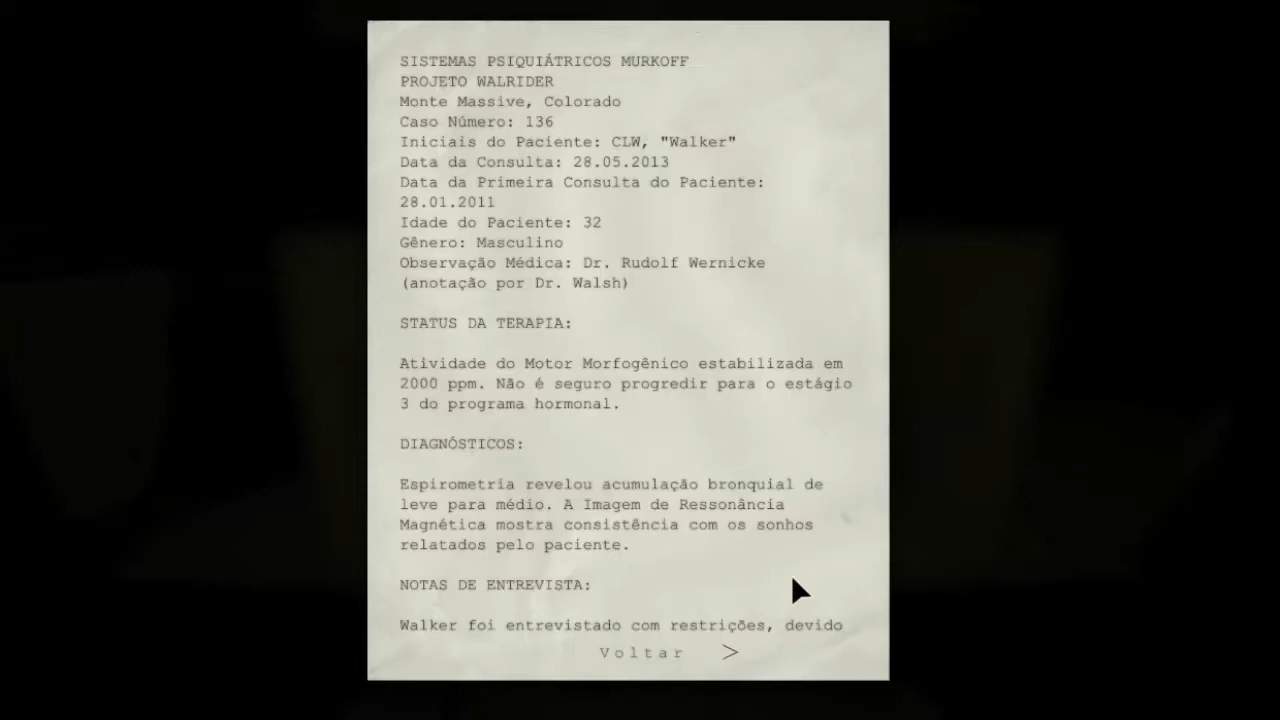 SISTEMAS PSIQUIÁTRICOS MURKOFF
PROJETO WALRIDER
Monte Massive, Colorado
Caso Número: 136
Iniciais do Paciente: CLW, "Walker"
Data da Consulta: 28.05.2013
Data da Primeira Consulta do Paciente:
28.01.2011
Idade do Paciente: 32
Gênero: Masculino
Observação Médica: Dr. Rudolf Wernicke
(anotação por Dr. Walsh)
STATUS DA TERAPIA:
Atividade do Motor Morfogênico estabilizada em
2000 ppm. Não é seguro progredir para o estágio
3 do programa hormonal.
DIAGNÓSTICOS:
Espirometria revelou acumulação bronquial de
leve para médio. A Imagem de Ressonância
Magnética mostra consistência com os sonhos
relatados pelo paciente.
NOTAS DE ENTREVISTA:
Walker foi entrevistado com restrições, devido
Voltar >